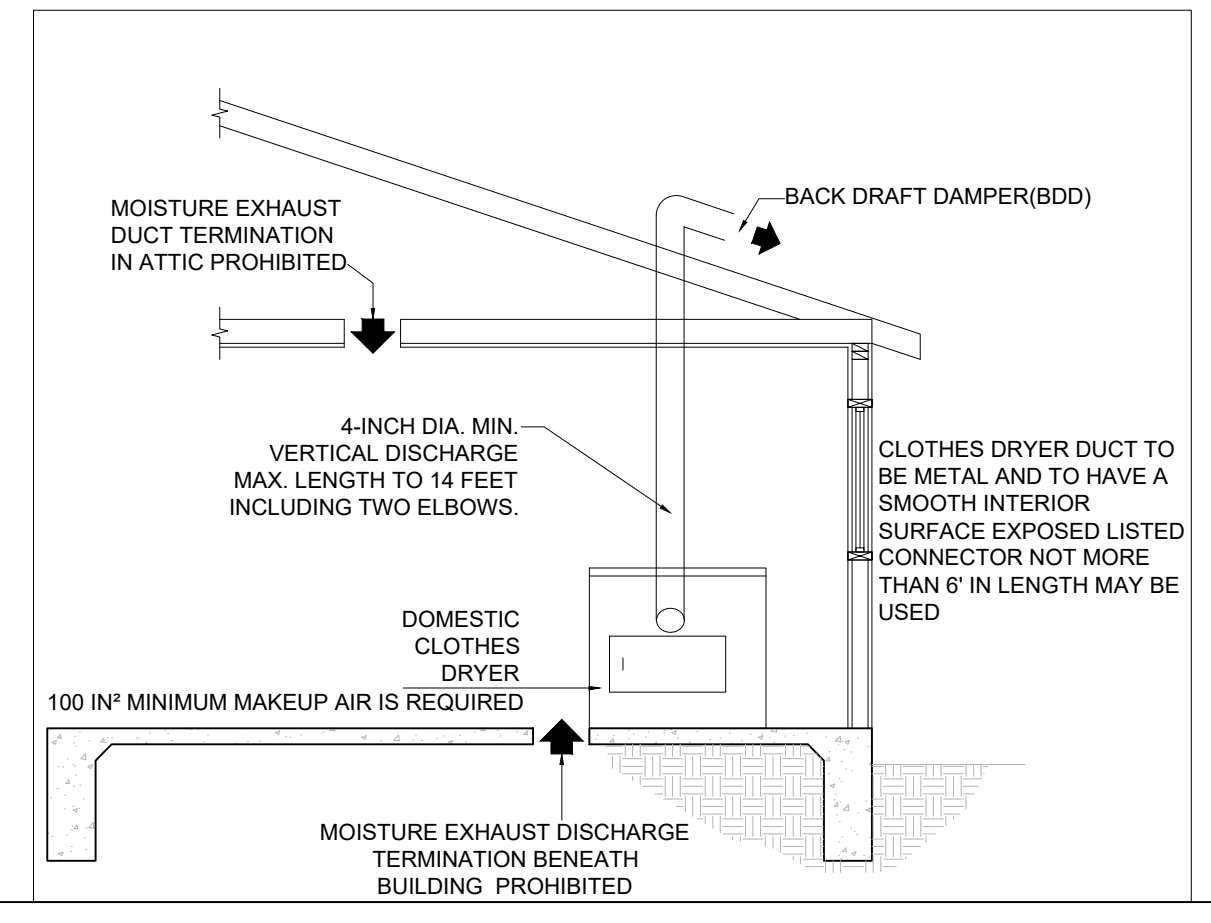 BACK DRAFT DAMPER(BDD)
MOISTURE EXHAUST
DUCT TERMINATION
IN ATTIC PROHIBITED
4-INCH DIA. MIN.
VERTICAL DISCHARGE
MAX. LENGTH TO 14 FEET
INCLUDING TWO ELBOWS.
CLOTHES DRYER DUCT TO
BE METAL AND TO HAVE A
SMOOTH INTERIOR
SURFACE EXPOSED LISTED
CONNECTOR NOT MORE
THAN 6' IN LENGTH MAY BE
USED
DOMESTIC
CLOTHES
DRYER
100 IN² MINIMUM MAKEUP AIR IS REQUIRED
MOISTURE EXHAUST DISCHARGE
TERMINATION BENEATH
BUILDING PROHIBITED